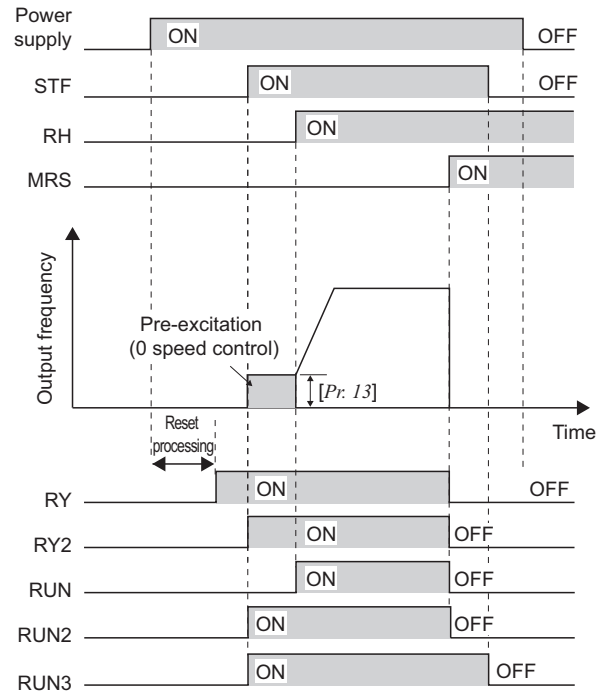 Power
supply
ON
OFF
STF
ON
OFF
RH
ON
MRS
ON
Output frequency
Pre-excitation
(0 speed control)
[Pr. 13]
Time
Reset
processing
RY
ON
OFF
RY2
ON
OFF
RUN
ON
OFF
RUN2
ON
OFF
RUN3
ON
OFF